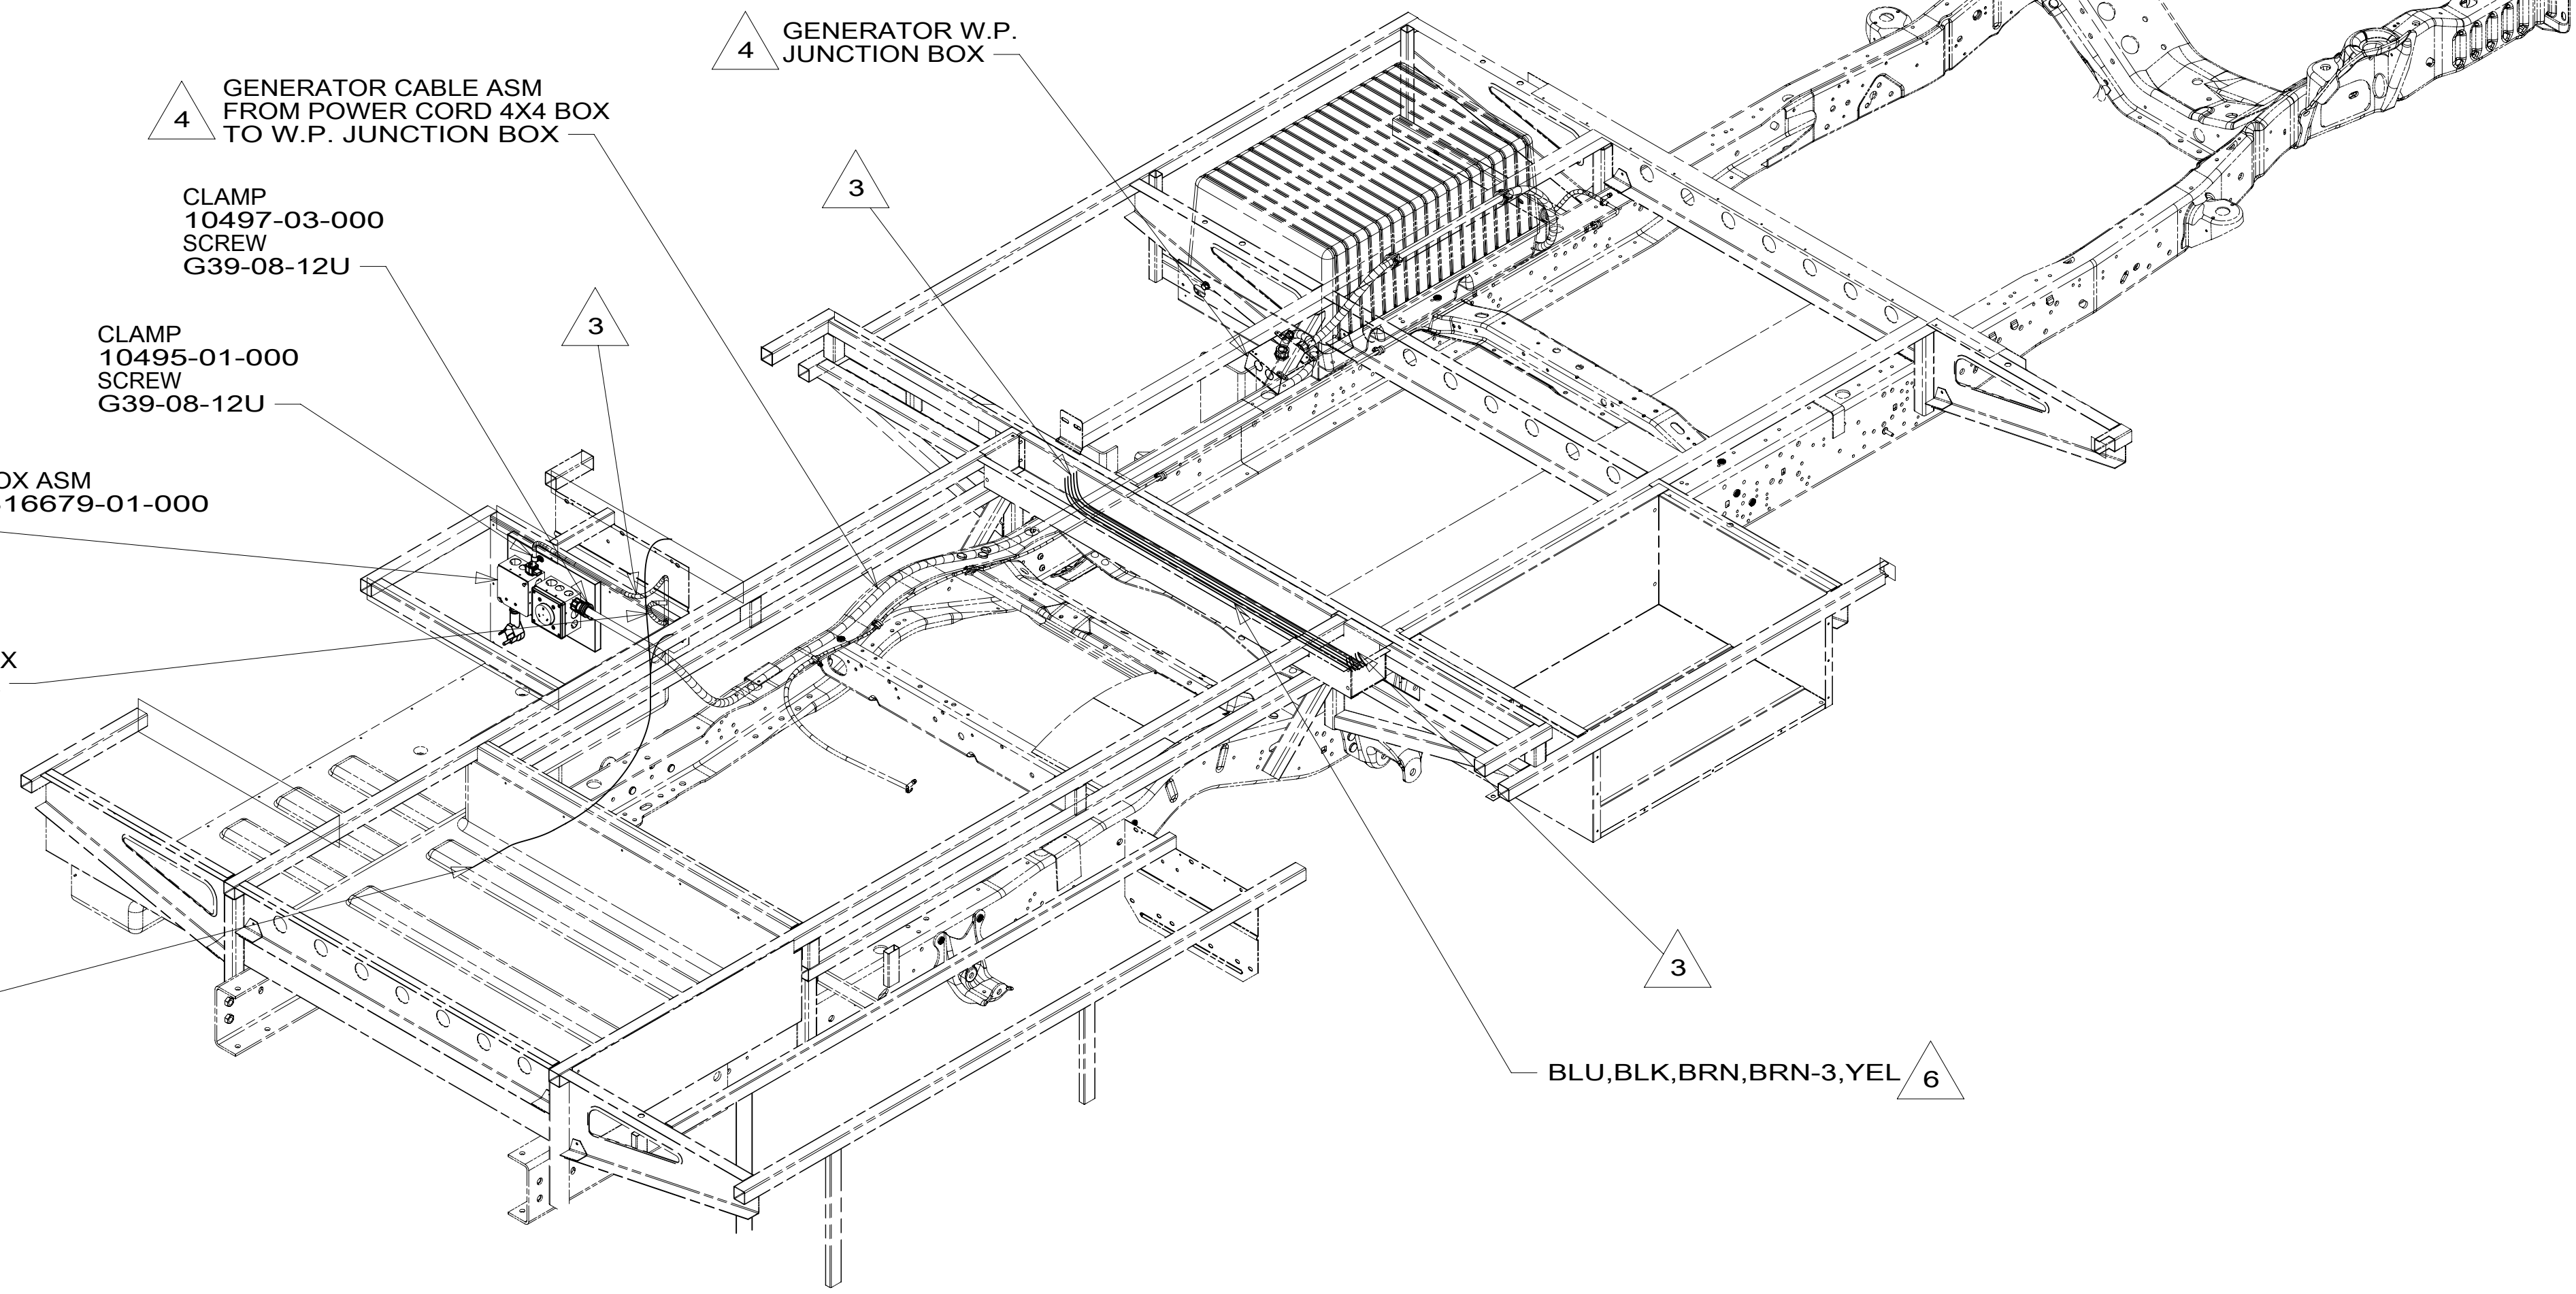 4
GENERATOR W.P.
JUNCTION BOX
4
GENERATOR CABLE ASM
FROM POWER CORD 4X4 BOX
TO W.P. JUNCTION BOX
3
CLAMP
10497-03-000
SCREW
G39-08-12U
3
CLAMP
10495-01-000
SCREW
G39-08-12U
OX ASM
316679-01-000
X
3
BLU,BLK,BRN,BRN-3,YEL
6